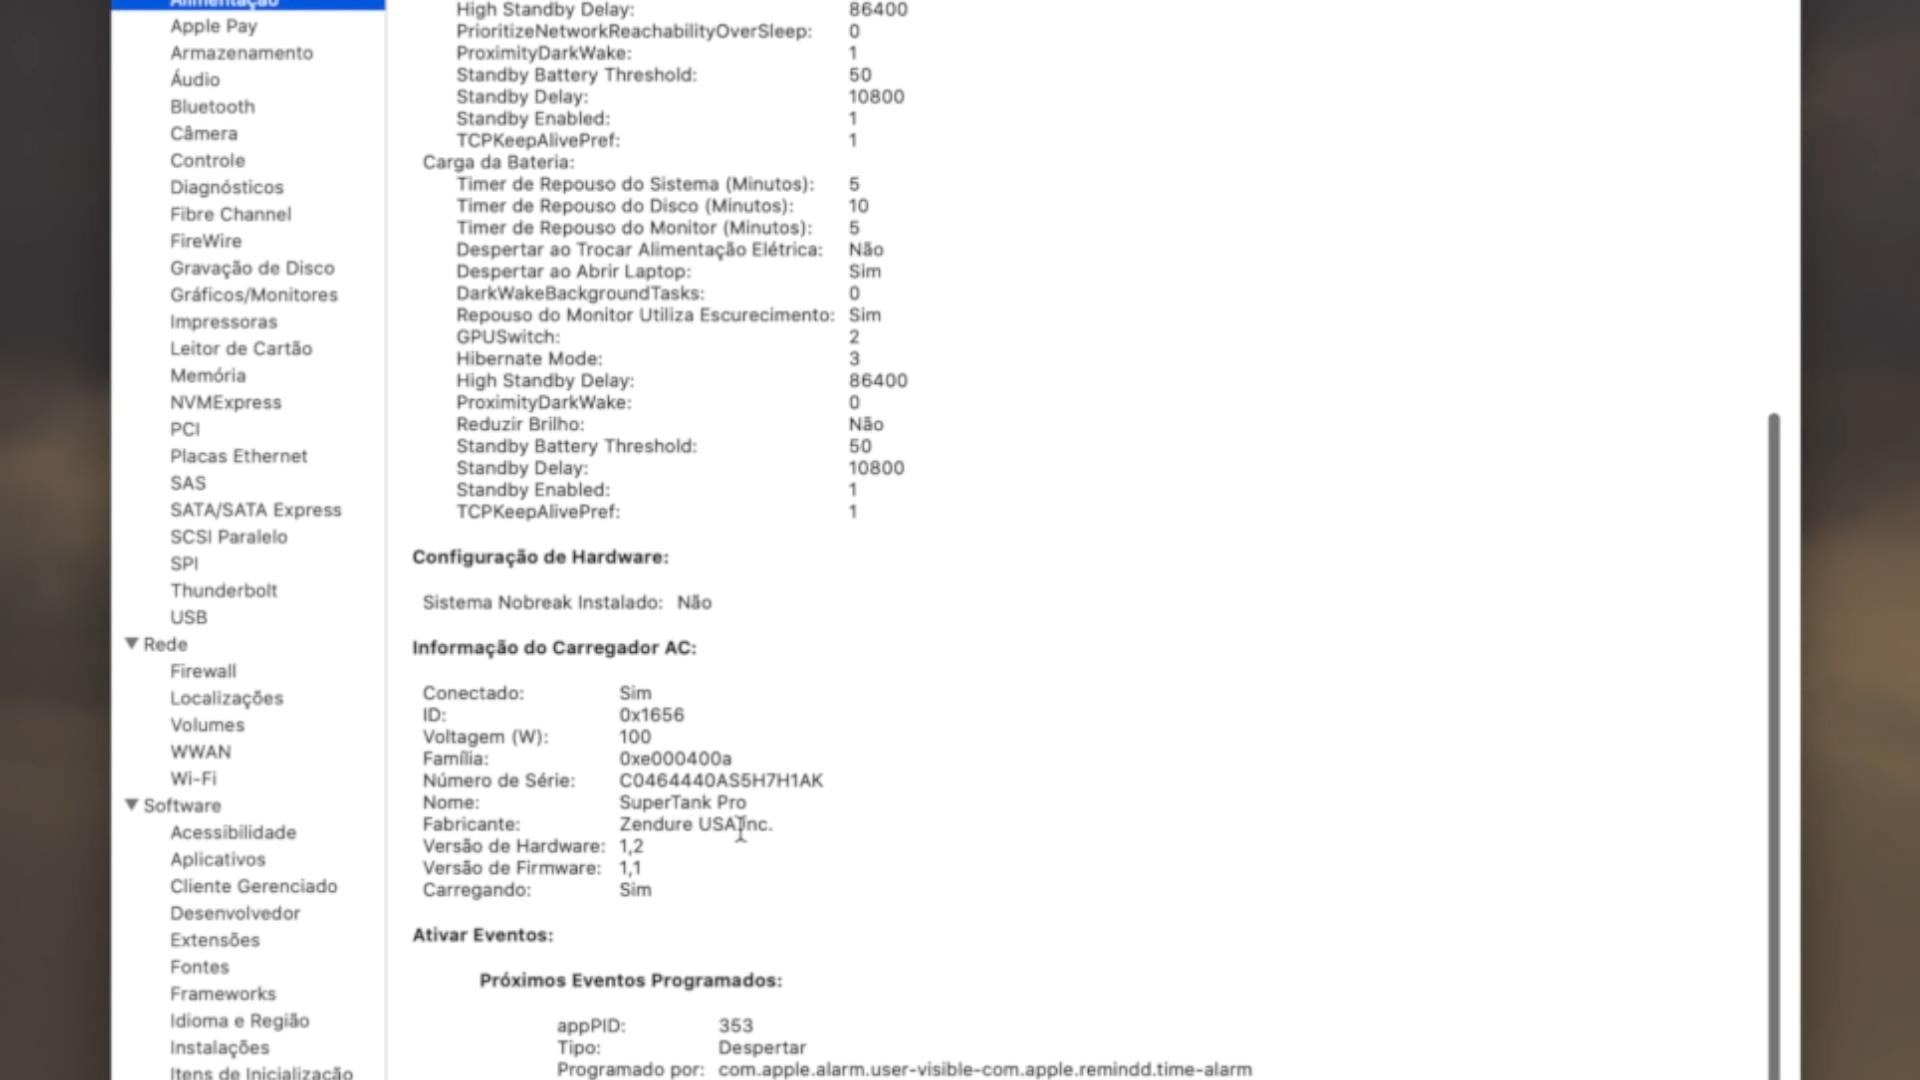 Alimentação
Apple Pay
Armazenamento
Áudio
Bluetooth
Câmera
Controle
Diagnósticos
Fibre Channel
FireWire
Gravação de Disco
Gráficos/Monitores
Impressoras
Leitor de Cartão
Memória
NVMExpress
PCI
Placas Ethernet
SAS
SATA/SATA Express
SCSI Paralelo
SPI
Thunderbolt
USB
Rede
Firewall
Localizações
Volumes
WWAN
Wi-Fi
Software
Acessibilidade
Aplicativos
Cliente Gerenciado
Desenvolvedor
Extensões
Fontes
Frameworks
Idioma e Região
Instalações
Itens de Inicialização
High Standby Delay: 86400
PrioritizeNetworkReachabilityOverSleep: 0
ProximityDarkWake: 1
Standby Battery Threshold: 50
Standby Delay: 10800
Standby Enabled: 1
TCPKeepAlivePref: 1
Carga da Bateria:
Timer de Repouso do Sistema (Minutos): 5
Timer de Repouso do Disco (Minutos): 10
Timer de Repouso do Monitor (Minutos): 5
Despertar ao Trocar Alimentação Elétrica: Não
Despertar ao Abrir Laptop: Sim
DarkWakeBackgroundTasks: 0
Repouso do Monitor Utiliza Escurecimento: Sim
GPUSwitch: 2
Hibernate Mode: 3
High Standby Delay: 86400
ProximityDarkWake: 0
Reduzir Brilho: Não
Standby Battery Threshold: 50
Standby Delay: 10800
Standby Enabled: 1
TCPKeepAlivePref: 1
Configuração de Hardware:
Sistema Nobreak Instalado: Não
Informação do Carregador AC:
Conectado: Sim
ID: 0x1656
Voltagem (W): 100
Família: 0xe000400a
Número de Série: C0464440AS5H7H1AK
Nome: SuperTank Pro
Fabricante: Zendure USA Inc.
Versão de Hardware: 1,2
Versão de Firmware: 1,1
Carregando: Sim
Ativar Eventos:
Próximos Eventos Programados:
appPID: 353
Tipo: Despertar
Programado por: com.apple.alarm.user-visible-com.apple.remindd.time-alarm